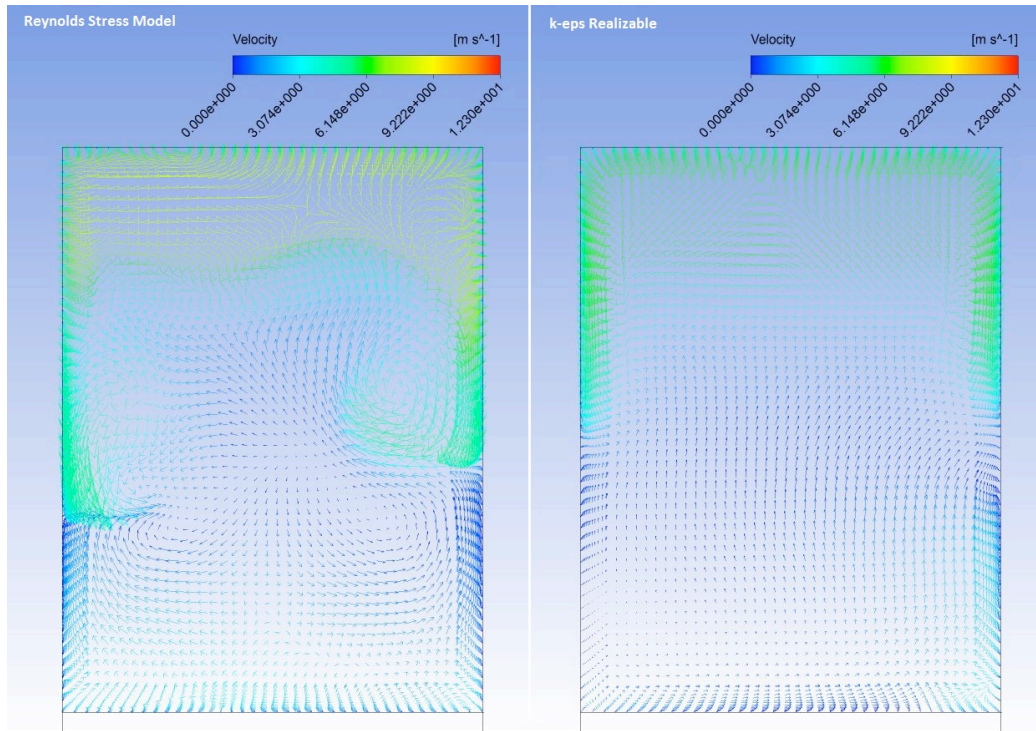 Reynolds Stress Model
Velocity [m s^-1]
0.000e+000
3.074e+000
6.148e+000
9.222e+000
1.230e+001
k-eps Realizable
Velocity [m s^-1]
0.000e+000
3.074e+000
6.148e+000
9.222e+000
1.230e+001